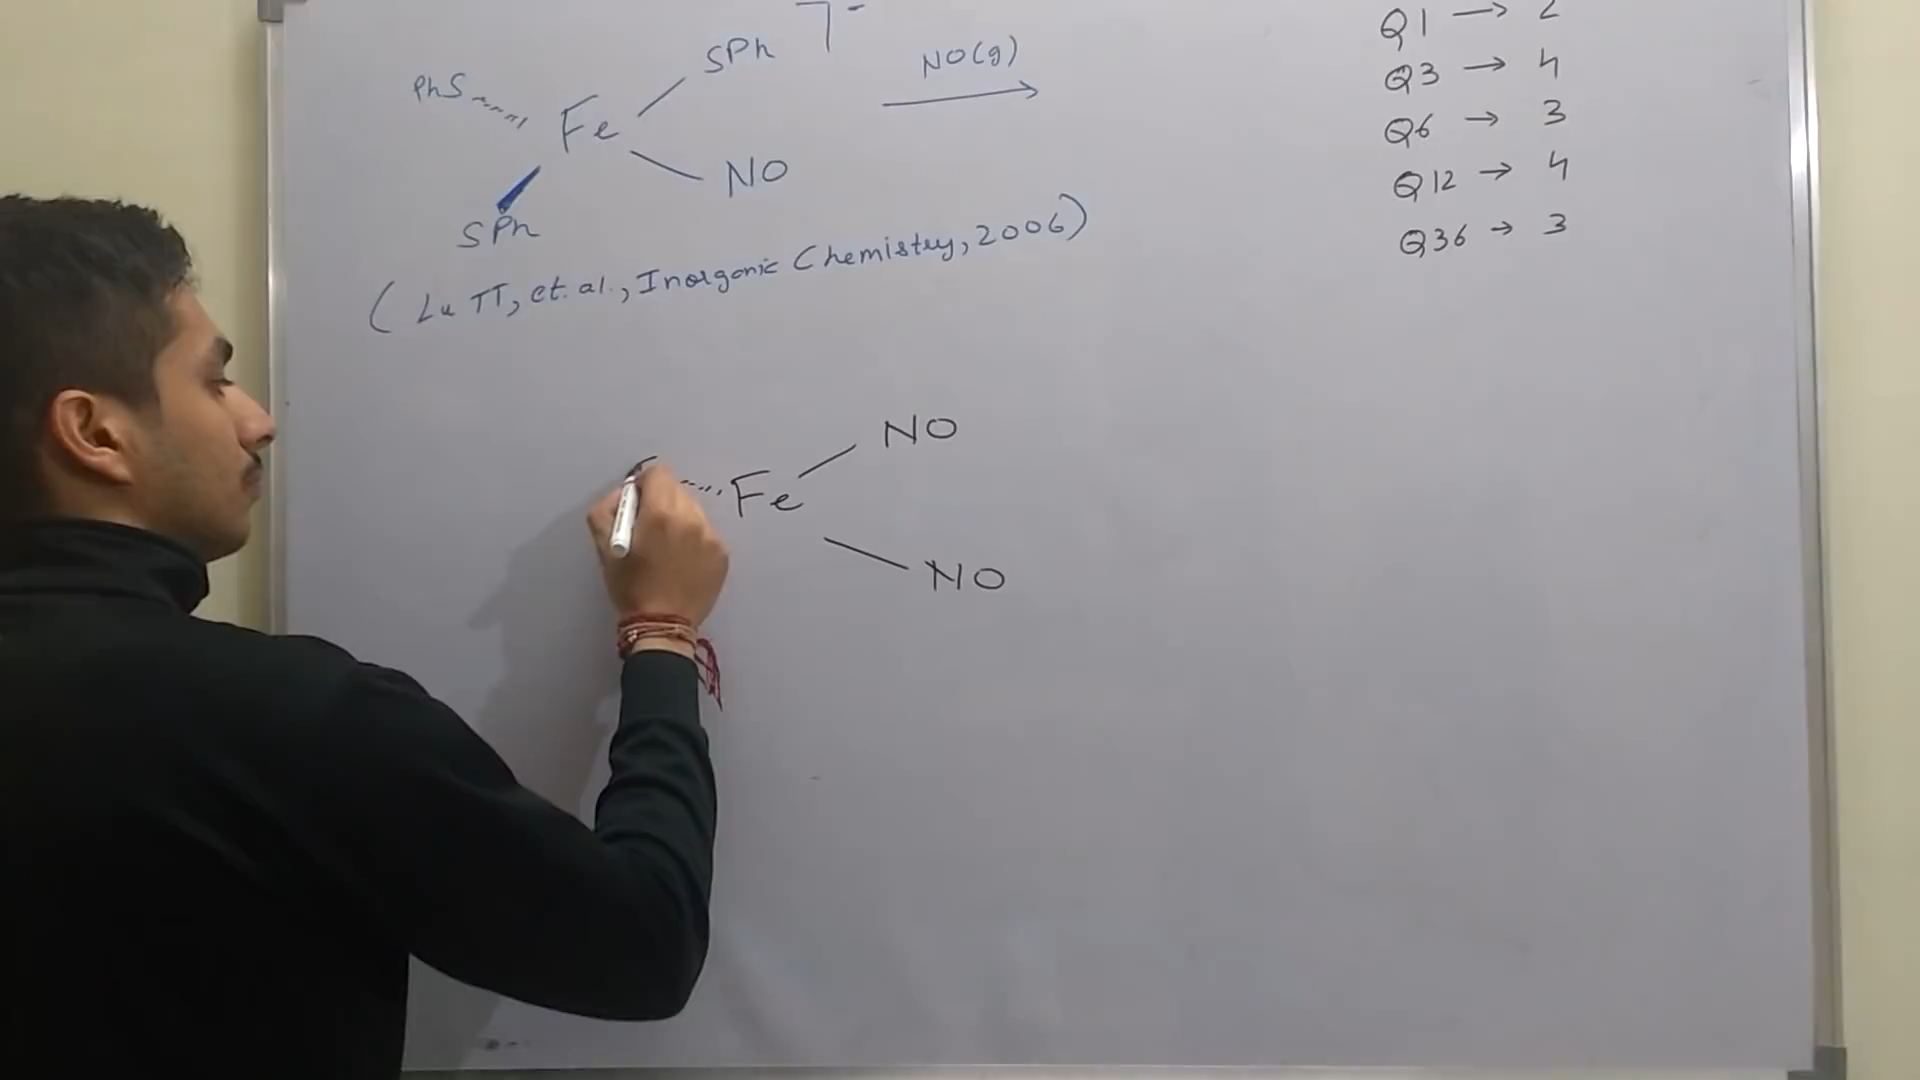 SPh ⁻
PhS Fe
NO
SPh
NO(g)
(Lu TT, et. al., Inorganic Chemistry, 2006)
Q1 → 2
Q3 → 4
Q6 → 3
Q12 → 4
Q36 → 3
NO
Fe
NO